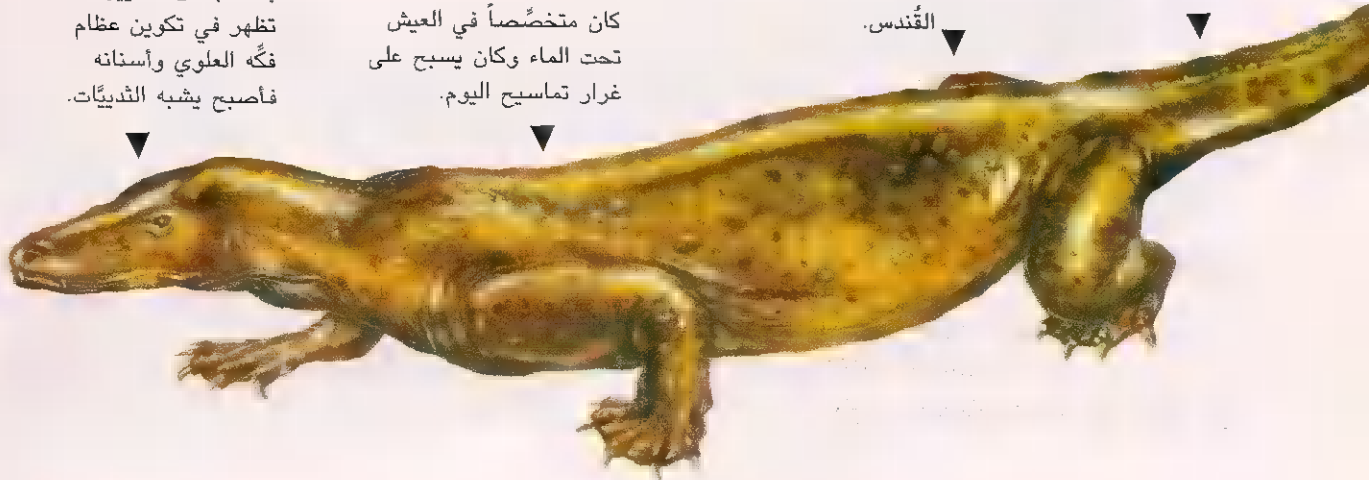 القُندس.
كان متخصِّصاً في العيش
تحت الماء وكان يسبح على
غرار تماسيح اليوم.
تظهر في تكوين عظام
فكِّه العلوي وأسنانه
فأصبح يشبه الثدييَّات.